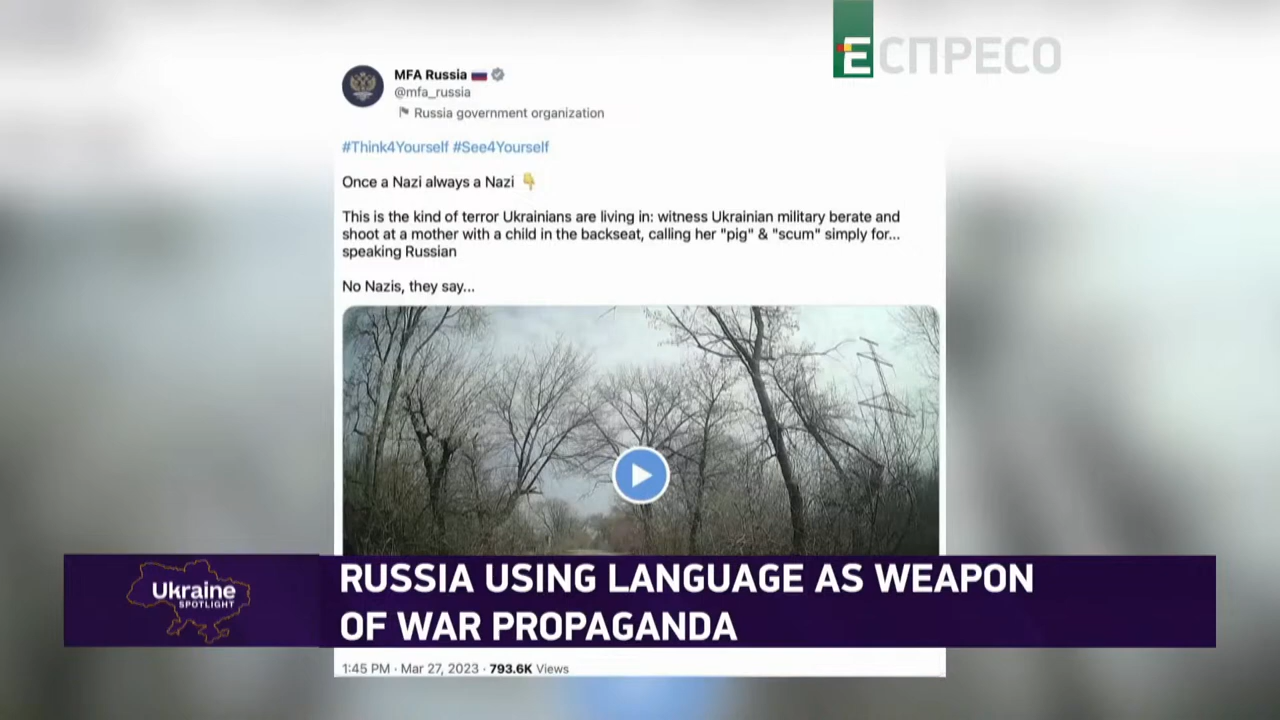 ЕСПРЕСО
MFA Russia 🇷🇺
@mfa_russia
Russia government organization
#Think4Yourself #See4Yourself
Once a Nazi always a Nazi 👇
This is the kind of terror Ukrainians are living in: witness Ukrainian military berate and
shoot at a mother with a child in the backseat, calling her "pig" & "scum" simply for...
speaking Russian
No Nazis, they say...
Ukraine
SPOTLIGHT
RUSSIA USING LANGUAGE AS WEAPON
OF WAR PROPAGANDA
1:45 PM · Mar 27, 2023 · 793.6K Views